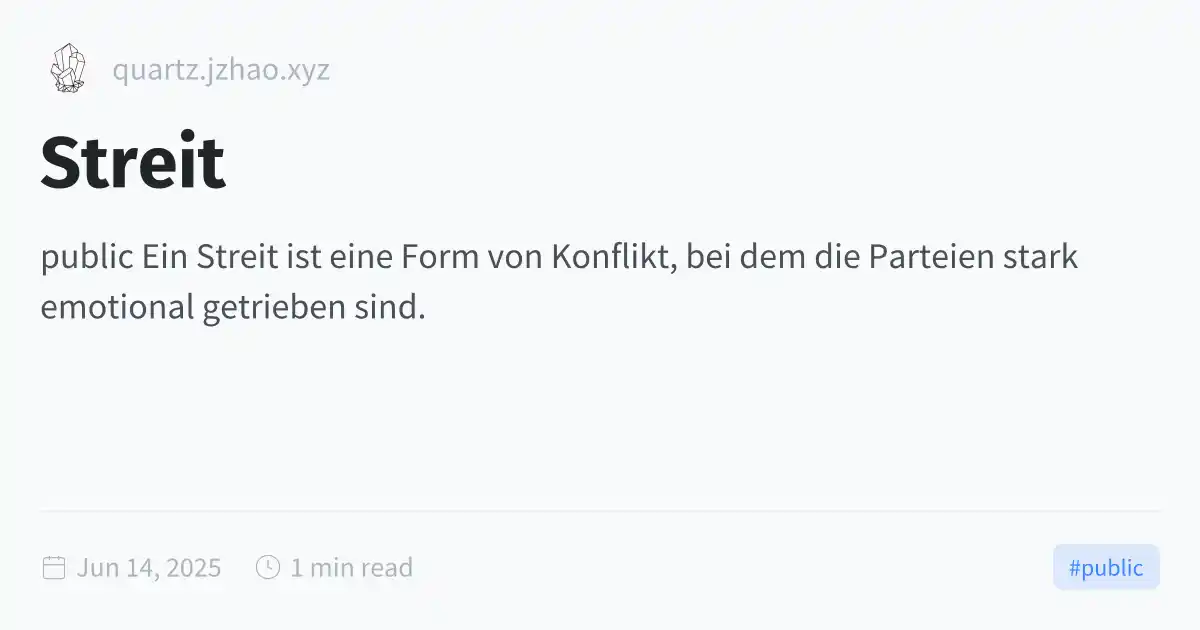 quartz.jzhao.xyz
Streit
public Ein Streit ist eine Form von Konflikt, bei dem die Parteien stark
emotional getrieben sind.
Jun 14, 2025 1 min read #public